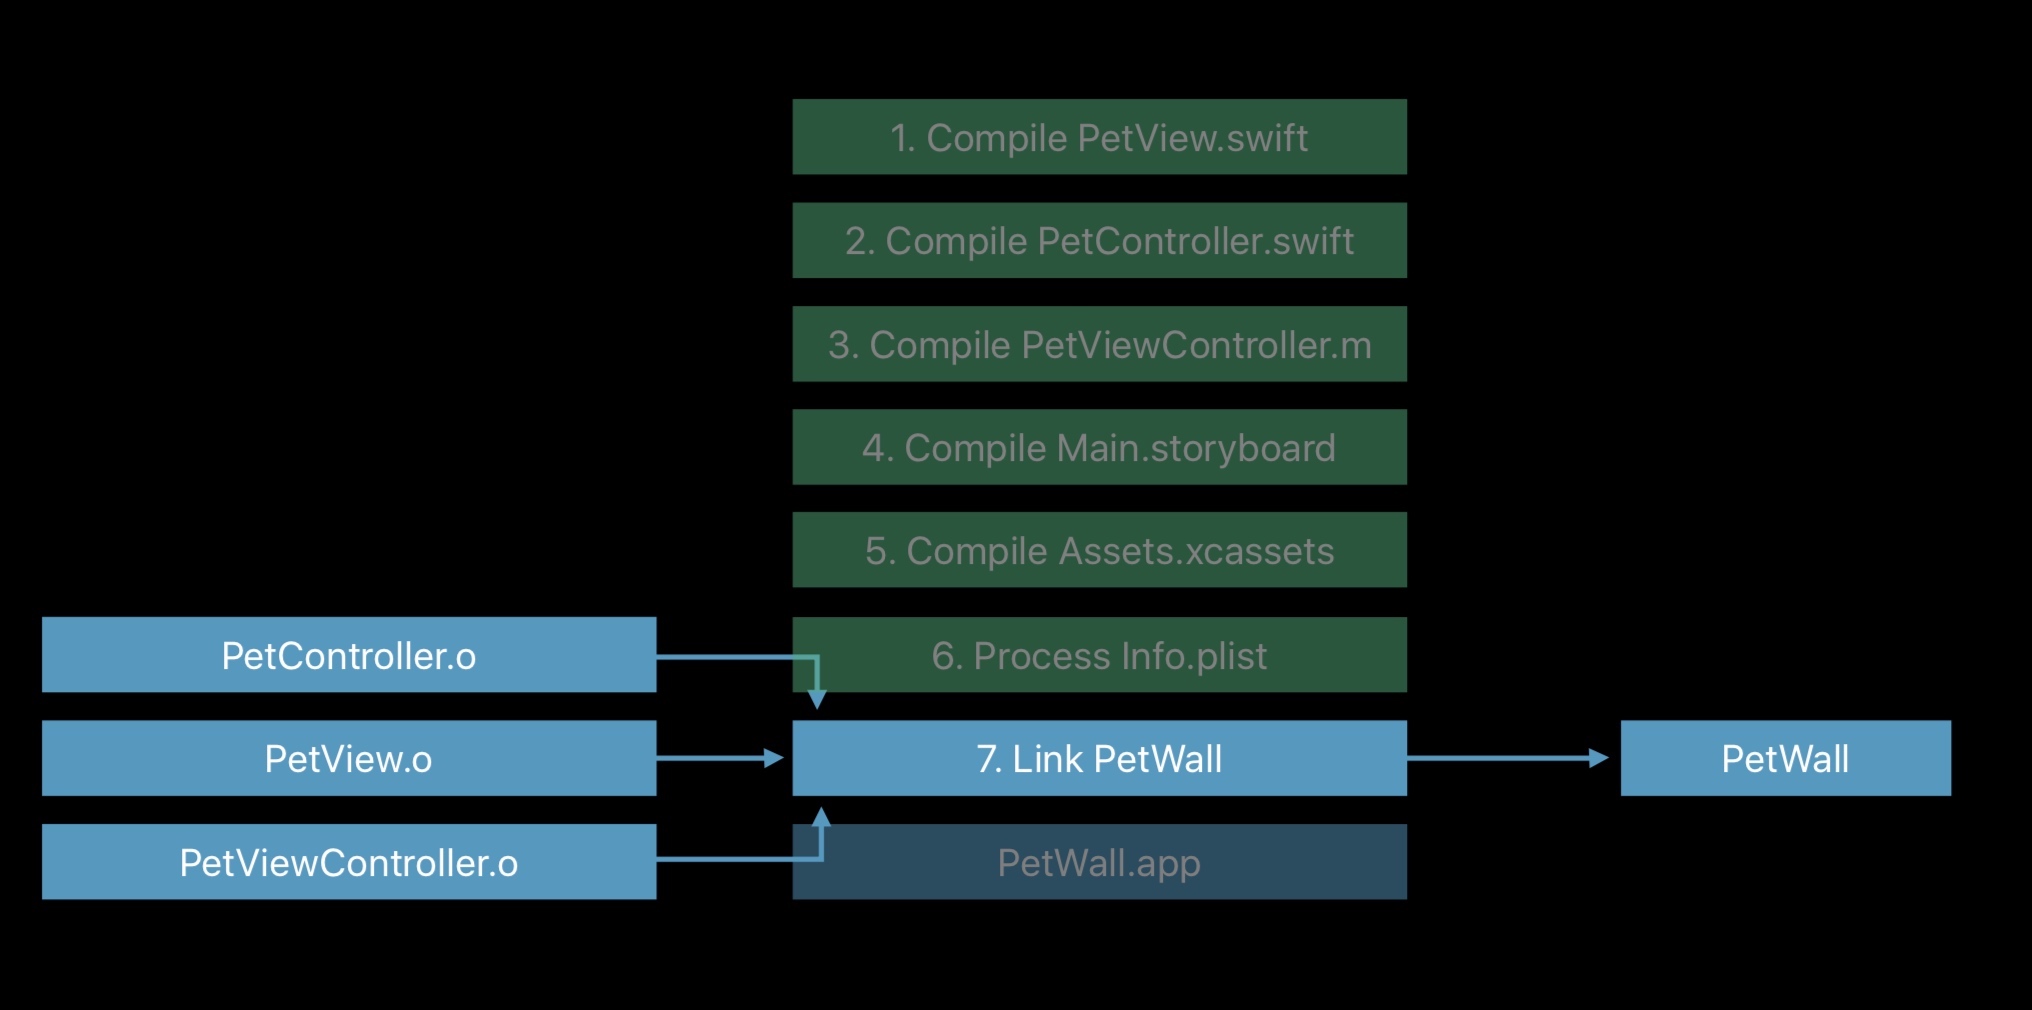 1. Compile PetView.swift
2. Compile PetController.swift
3. Compile PetViewController.m
4. Compile Main.storyboard
5. Compile Assets.xcassets
PetController.o
6. Process Info.plist
PetView.o
7. Link PetWall
PetWall
PetViewController.o
PetWall.app